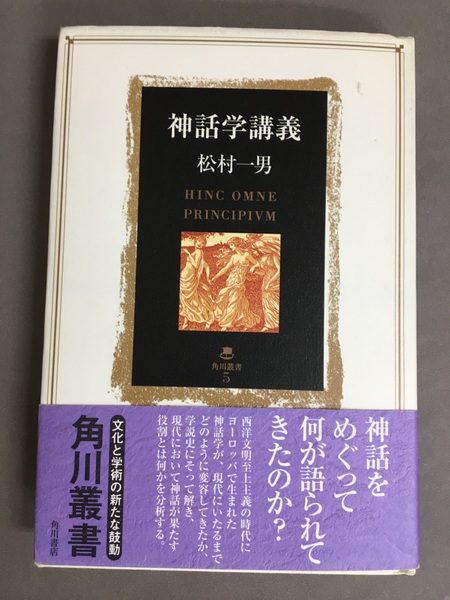 神話学講義
松村一男
HINC OMNE
PRINCIPIVM
角川叢書
5
神話を
めぐって
何が語られて
きたのか?
西洋文明至上主義の時代に
ヨーロッパで生まれた
神話学が、現代にいたるまで
どのように変容してきたか、
学説史にそって解き、
現代において神話が果たす
役割とは何かを分析する。
文化と学術の新たな鼓動
角川叢書
角川書店